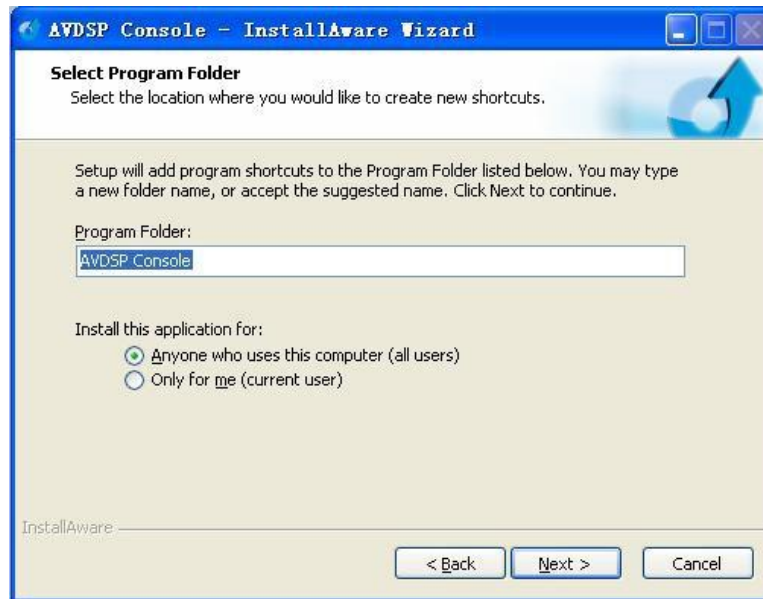 AVDSP Console - InstallAware Wizard
Select Program Folder
Select the location where you would like to create new shortcuts.
Setup will add program shortcuts to the Program Folder listed below. You may type
a new folder name, or accept the suggested name. Click Next to continue.
Program Folder:
AVDSP Console
Install this application for:
Anyone who uses this computer (all users)
Only for me (current user)
InstallAware
< Back
Next >
Cancel